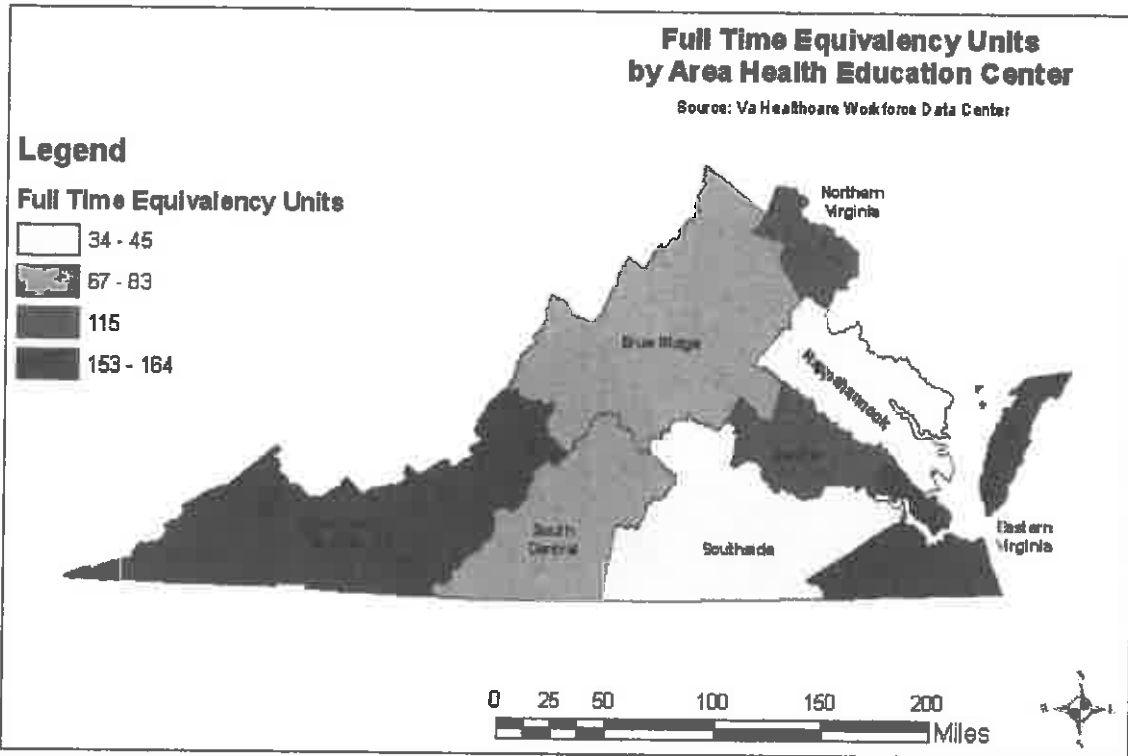 Full Time Equivalency Units
by Area Health Education Center
Source: Va Healthcare Workforce Data Center
Legend
Full Time Equivalency Units
34 - 45
67 - 83
115
153 - 164
Northern
Virginia
Blue Ridge
Rappahannock
South
Central
Southside
Eastern
Virginia
0 25 50 100 150 200
Miles